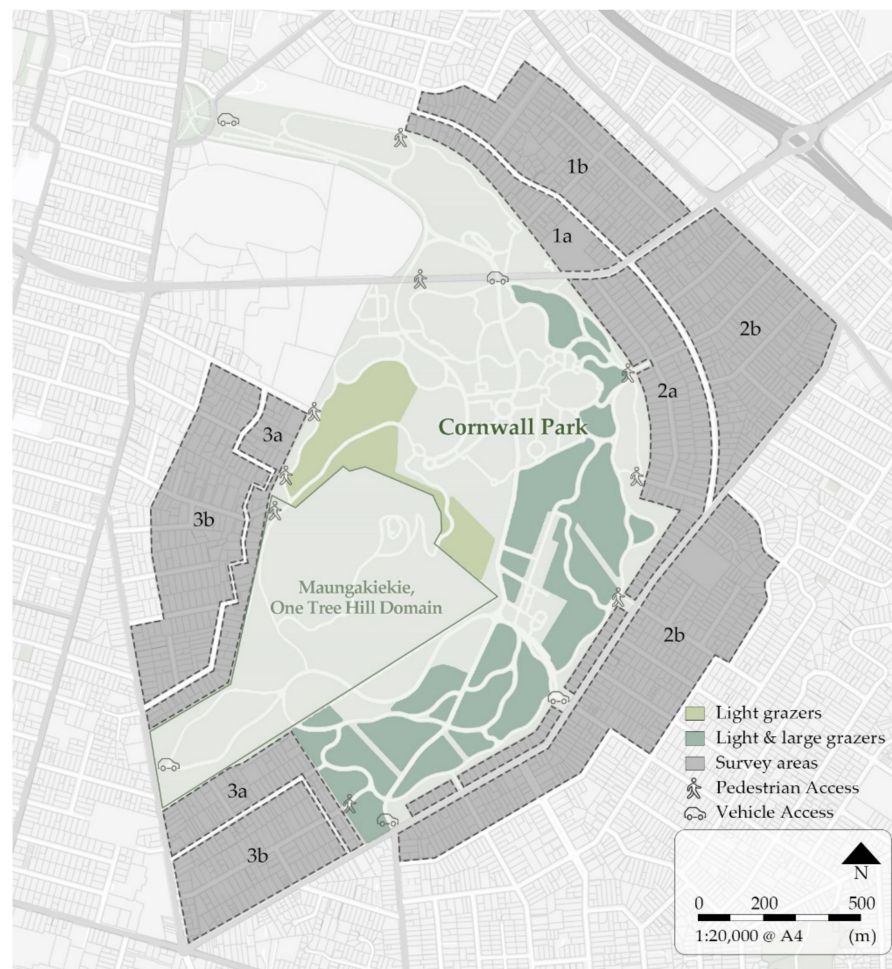 1b
1a
2b
2a
Cornwall Park
3a
3b
Maungakiekie,
One Tree Hill Domain
2b
Light grazers
Light & large grazers
Survey areas
Pedestrian Access
Vehicle Access
3a
3b
N
0 200 500
1:20,000 @ A4 (m)